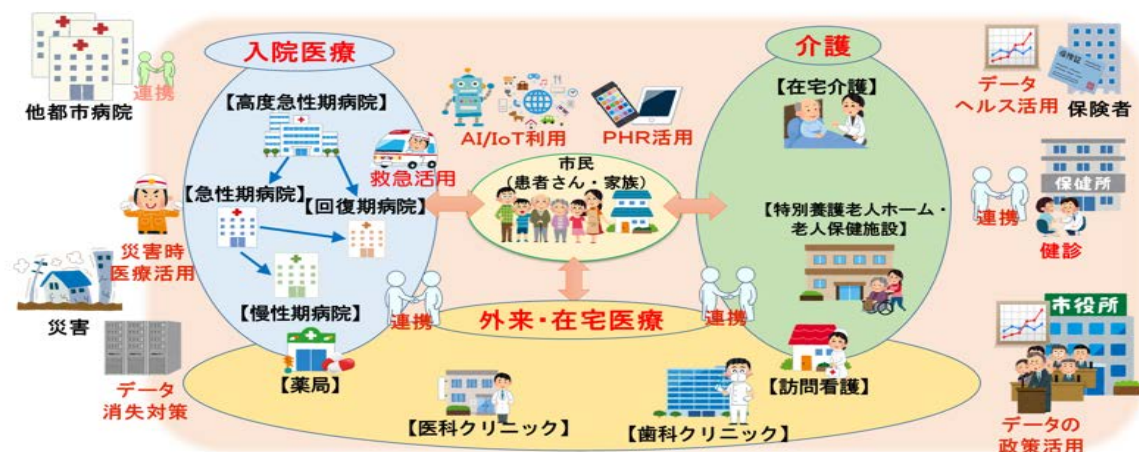 入院医療
介護
他都市病院
連携
【高度急性期病院】
救急活用
AI/IoT利用
PHR活用
【在宅介護】
データ
ヘルス活用
保険者
市民
(患者さん・家族)
【急性期病院】
【回復期病院】
【特別養護老人ホーム・
老人保健施設】
連携
保健所
健診
災害時
医療活用
災害
【慢性期病院】
連携
外来・在宅医療
連携
市役所
データ
消失対策
【薬局】
【訪問看護】
【医科クリニック】
【歯科クリニック】
データの
政策活用